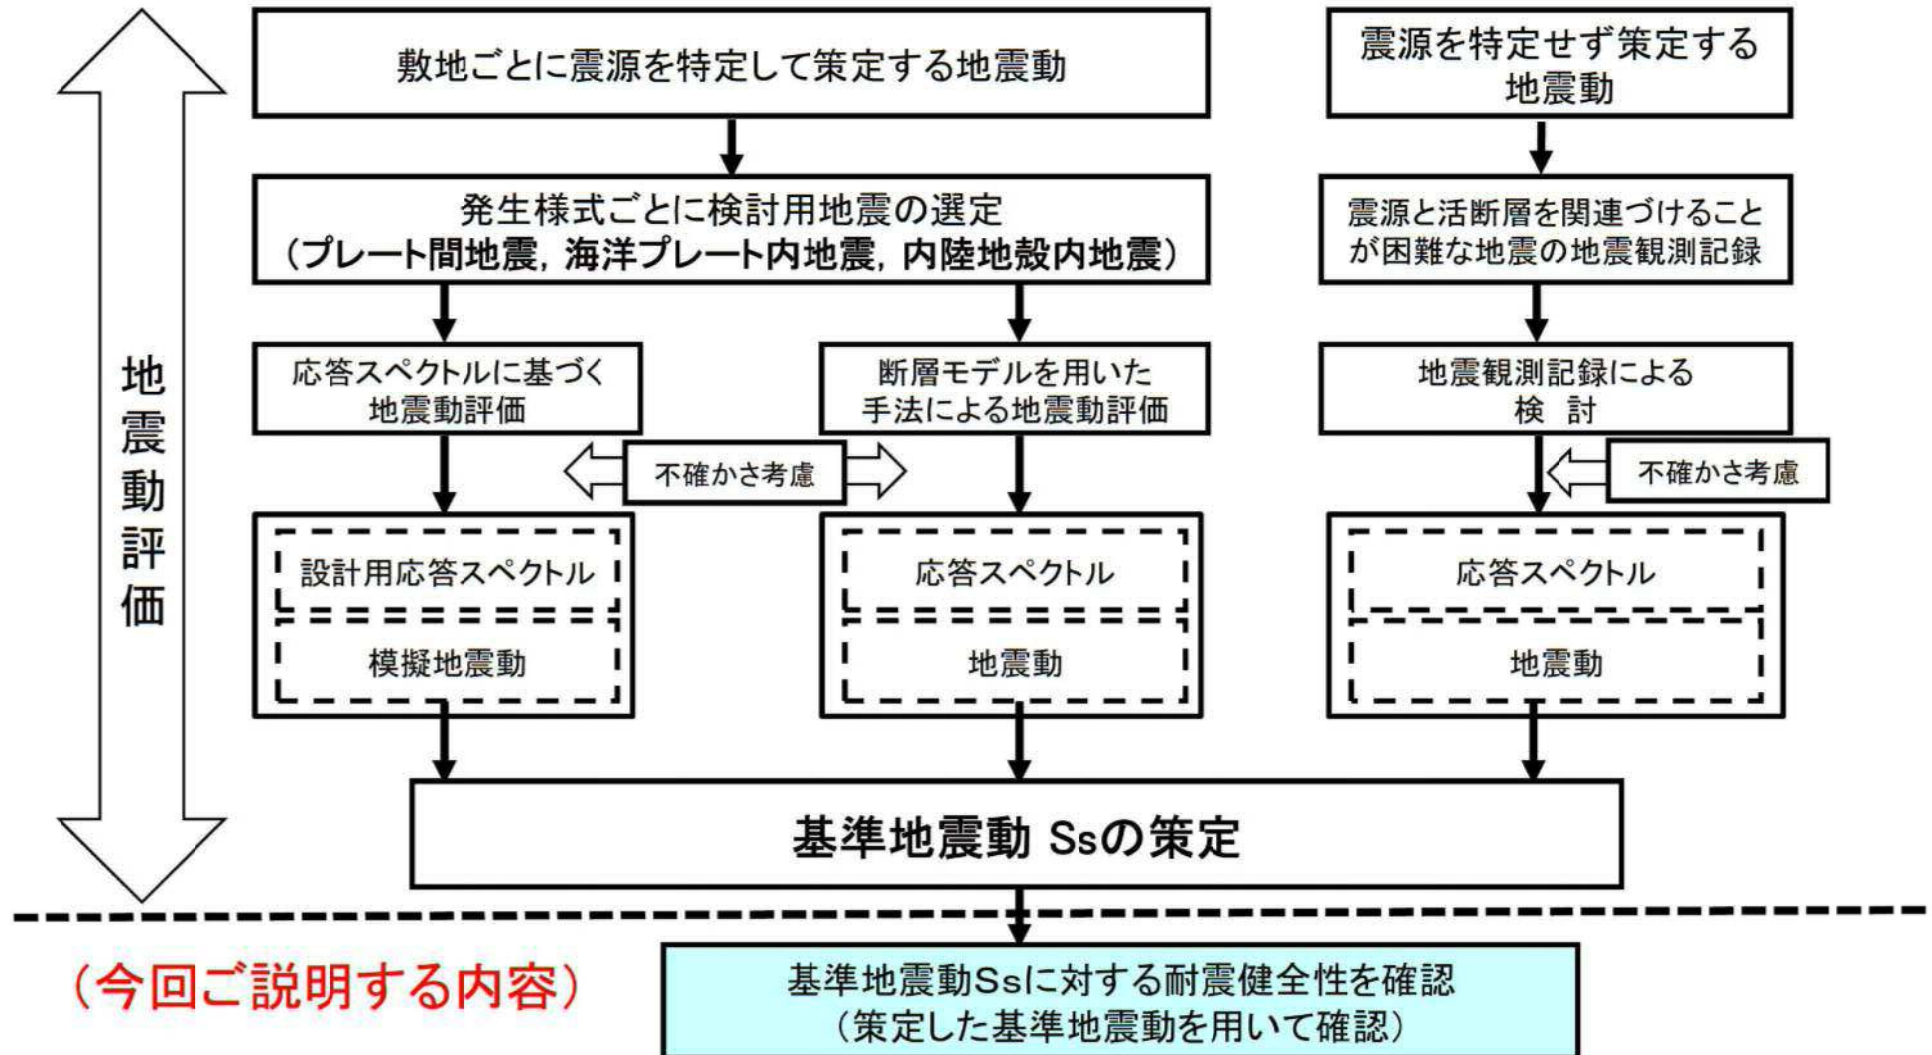 敷地ごとに震源を特定して策定する地震動
震源を特定せず策定する
地震動
発生様式ごとに検討用地震の選定
（プレート間地震，海洋プレート内地震，内陸地殻内地震）
震源と活断層を関連づけること
が困難な地震の地震観測記録
地震動評価
応答スペクトルに基づく
地震動評価
断層モデルを用いた
手法による地震動評価
地震観測記録による
検　討
不確かさ考慮
不確かさ考慮
設計用応答スペクトル
模擬地震動
応答スペクトル
地震動
応答スペクトル
地震動
基準地震動 Ssの策定
（今回ご説明する内容）
基準地震動Ｓｓに対する耐震健全性を確認
（策定した基準地震動を用いて確認）